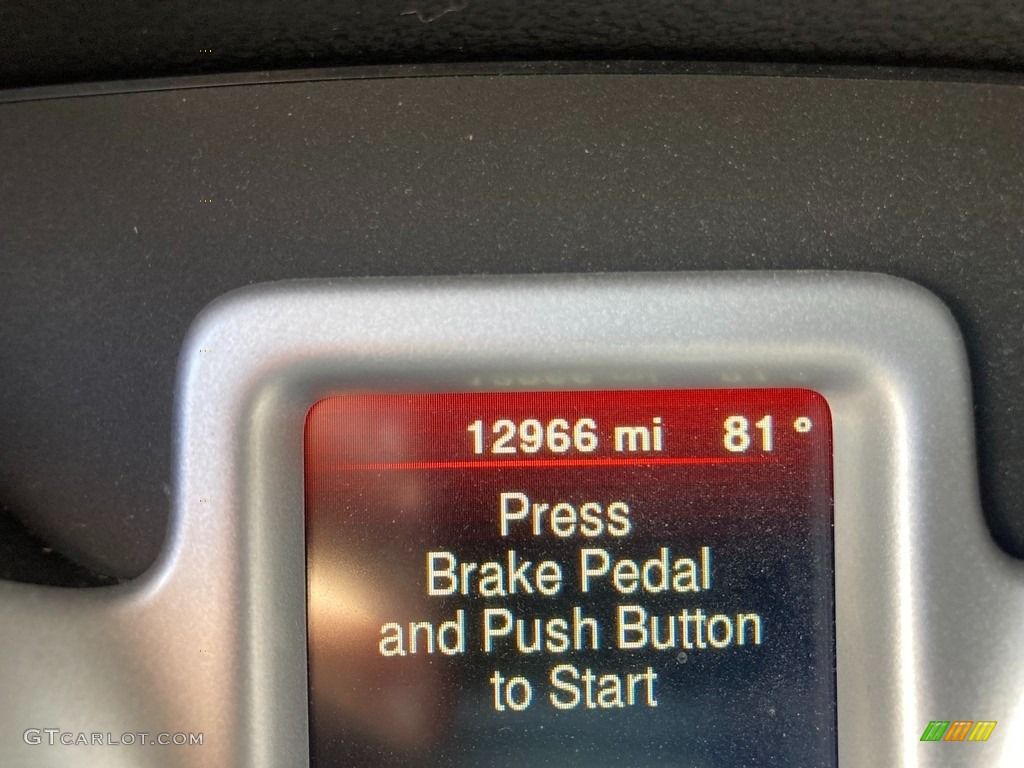 12966 mi 81 °
Press
Brake Pedal
and Push Button
to Start
GTCARLOT.COM